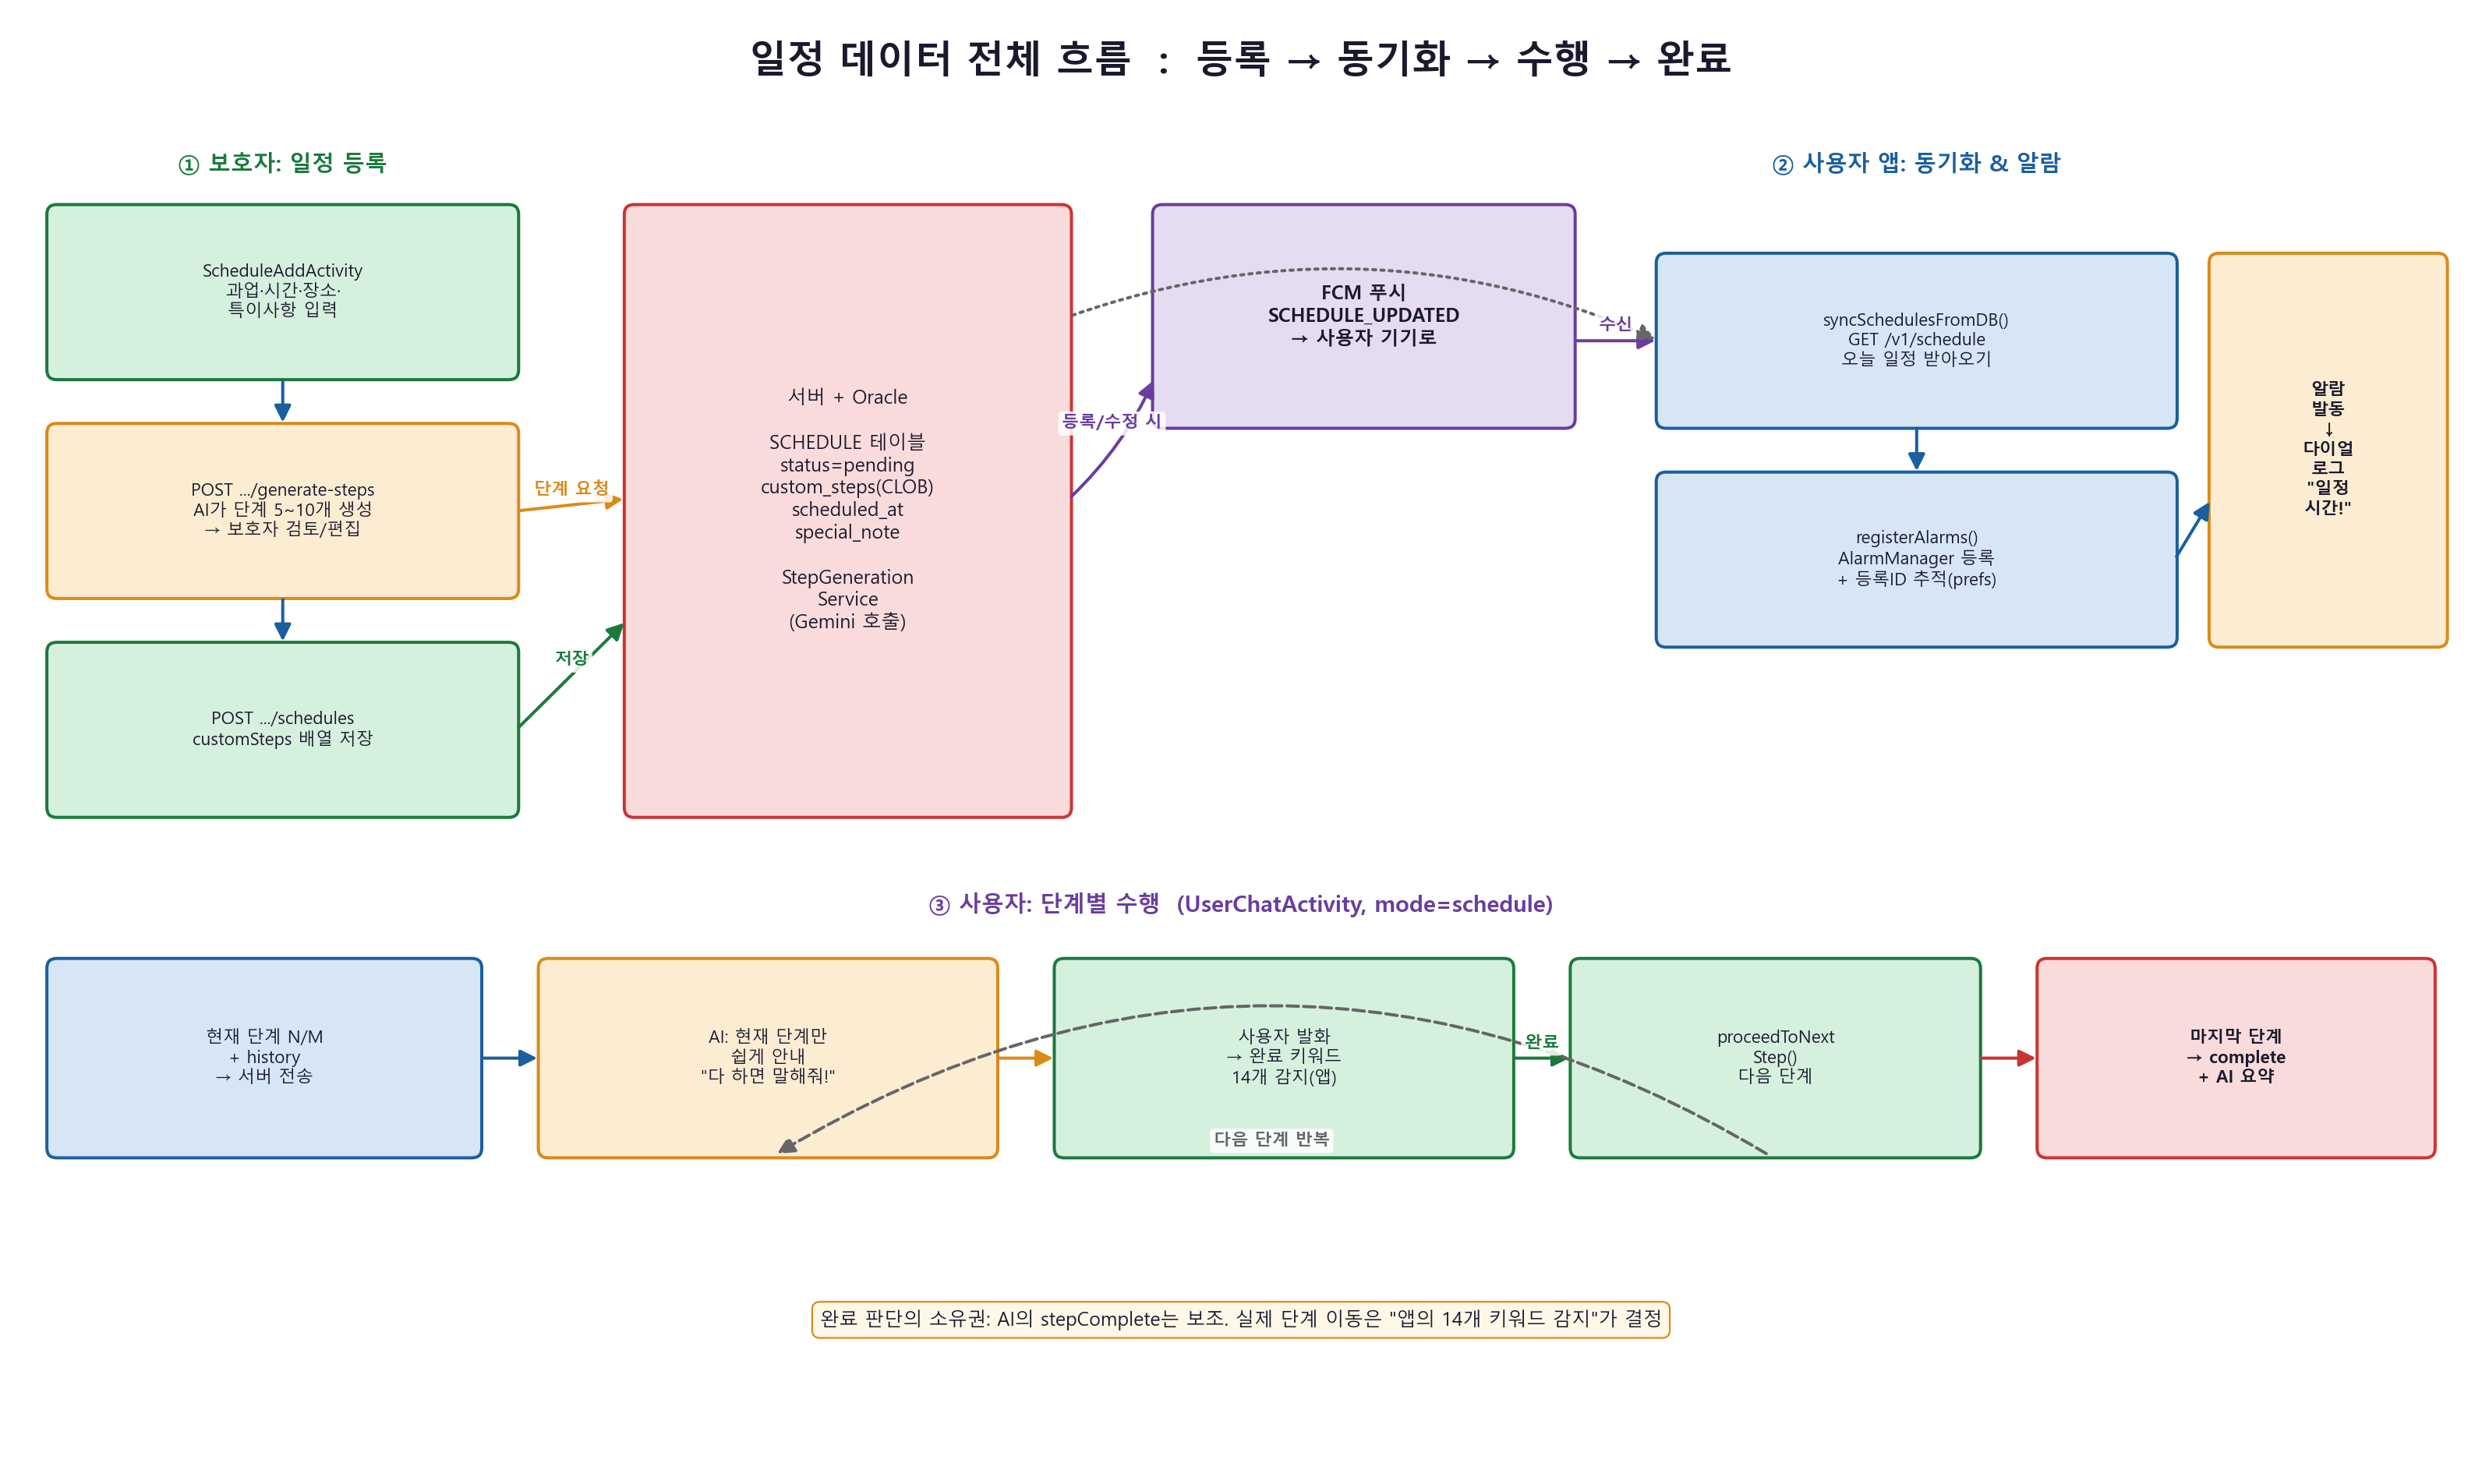 일정 데이터 전체 흐름 : 등록 → 동기화 → 수행 → 완료
① 보호자: 일정 등록
ScheduleAddActivity
과업·시간·장소·
특이사항 입력
POST .../generate-steps
AI가 단계 5~10개 생성
→ 보호자 검토/편집
단계 요청
POST .../schedules
customSteps 배열 저장
저장
서버 + Oracle
SCHEDULE 테이블
status=pending
custom_steps(CLOB)
scheduled_at
special_note
StepGeneration
Service
(Gemini 호출)
등록/수정 시
FCM 푸시
SCHEDULE_UPDATED
→ 사용자 기기로
수신
② 사용자 앱: 동기화 & 알람
syncSchedulesFromDB()
GET /v1/schedule
오늘 일정 받아오기
registerAlarms()
AlarmManager 등록
+ 등록ID 추적(prefs)
알람
발동
↓
다이얼
로그
"일정
시간!"
③ 사용자: 단계별 수행 (UserChatActivity, mode=schedule)
현재 단계 N/M
+ history
→ 서버 전송
AI: 현재 단계만
쉽게 안내
"다 하면 말해줘!"
사용자 발화
→ 완료 키워드
14개 감지(앱)
다음 단계 반복
완료
proceedToNext
Step()
다음 단계
마지막 단계
→ complete
+ AI 요약
완료 판단의 소유권: AI의 stepComplete는 보조. 실제 단계 이동은 "앱의 14개 키워드 감지"가 결정